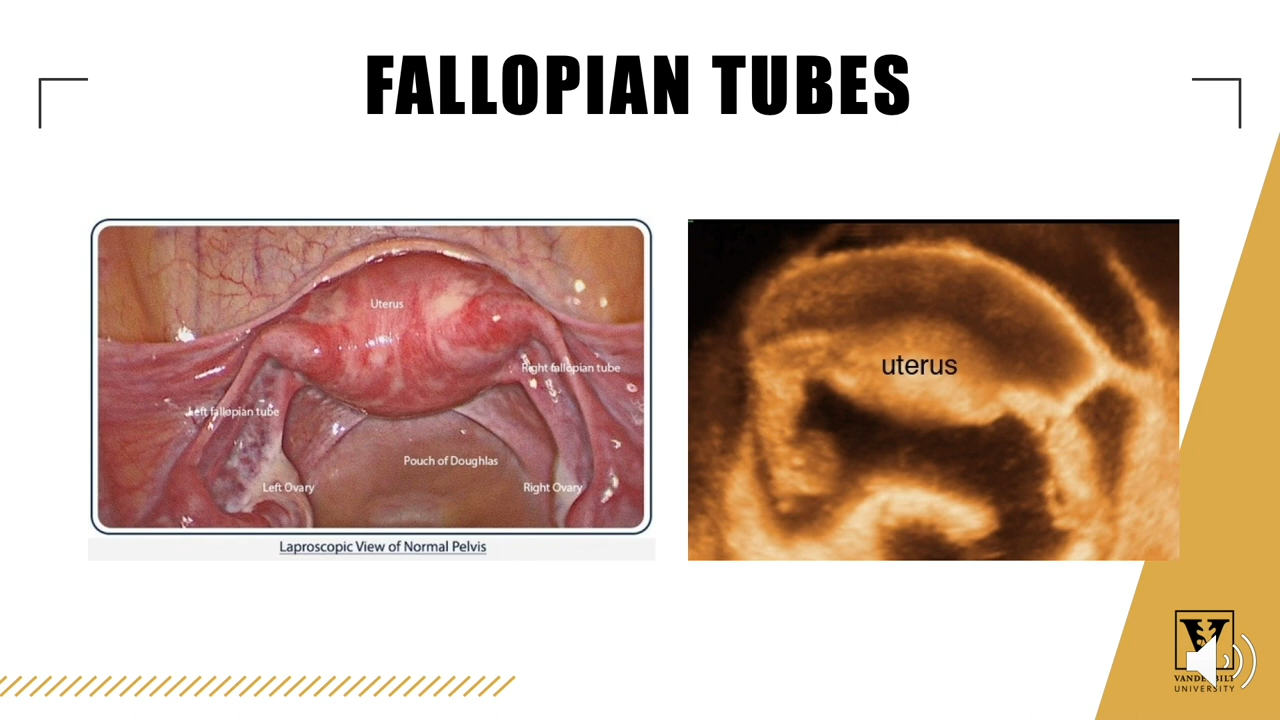 FALLOPIAN TUBES
Uterus
Right fallopian tube
Left fallopian tube
Pouch of Doughlas
Left Ovary
Right Ovary
Laproscopic View of Normal Pelvis
uterus
UNIVERSITY